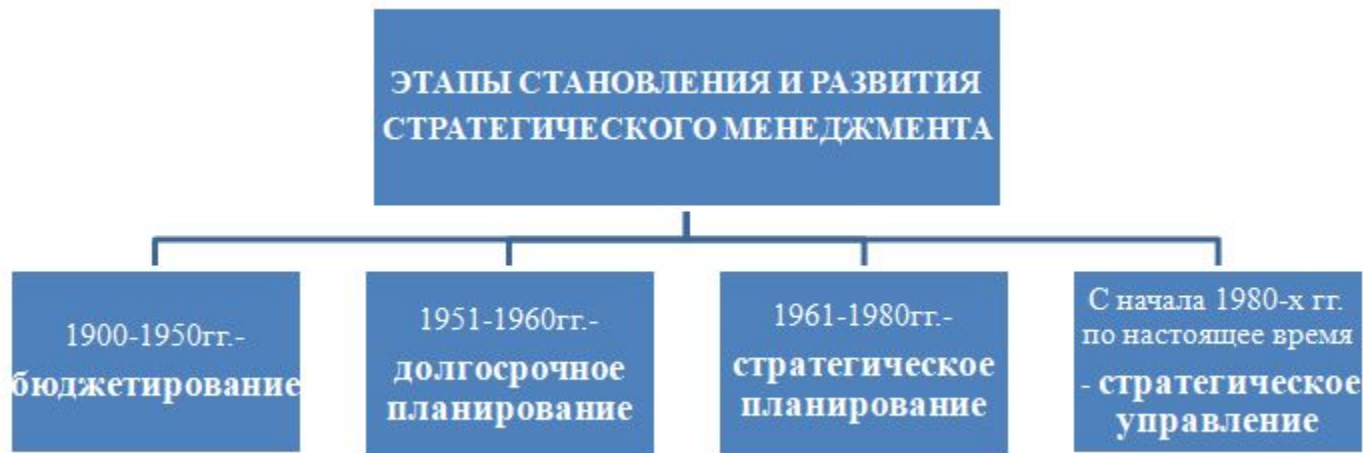 ЭТАПЫ СТАНОВЛЕНИЯ И РАЗВИТИЯ
СТРАТЕГИЧЕСКОГО МЕНЕДЖМЕНТА
1900-1950гг.-
бюджетирование
1951-1960гг.-
долгосрочное
планирование
1961-1980гг.-
стратегическое
планирование
С начала 1980-х гг.
по настоящее время
- стратегическое
управление